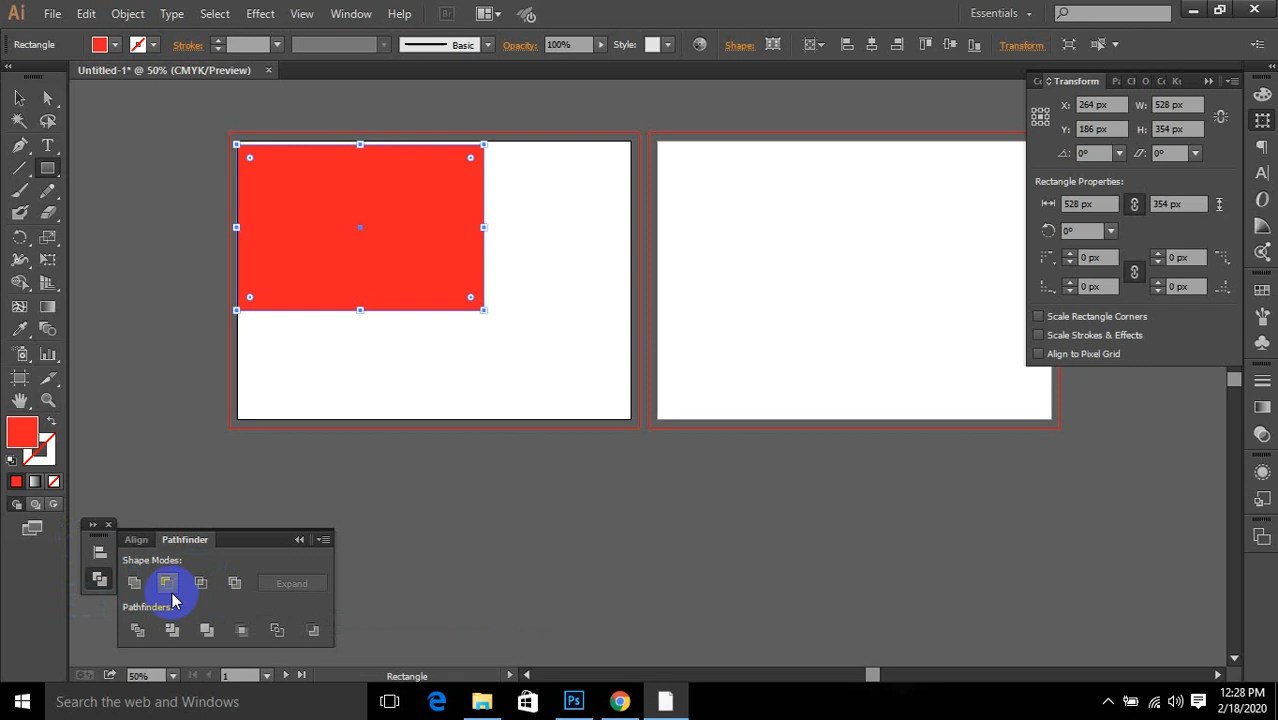 Ai File Edit Object Type Select Effect View Window Help Br Essentials
Rectangle Stroke: Basic Opacity: 100% Style: Shape: Transform
Untitled-1* @ 50% (CMYK/Preview)
Transform
X: 264 px W: 528 px
Y: 186 px H: 354 px
0° 0°
Rectangle Properties:
528 px 354 px
0°
0 px 0 px
0 px 0 px
Scale Rectangle Corners
Scale Strokes & Effects
Align to Pixel Grid
Align Pathfinder
Shape Modes:
Expand
Pathfinders:
50% 1 Rectangle
Search the web and Windows
Ps
12:28 PM
2/18/2020